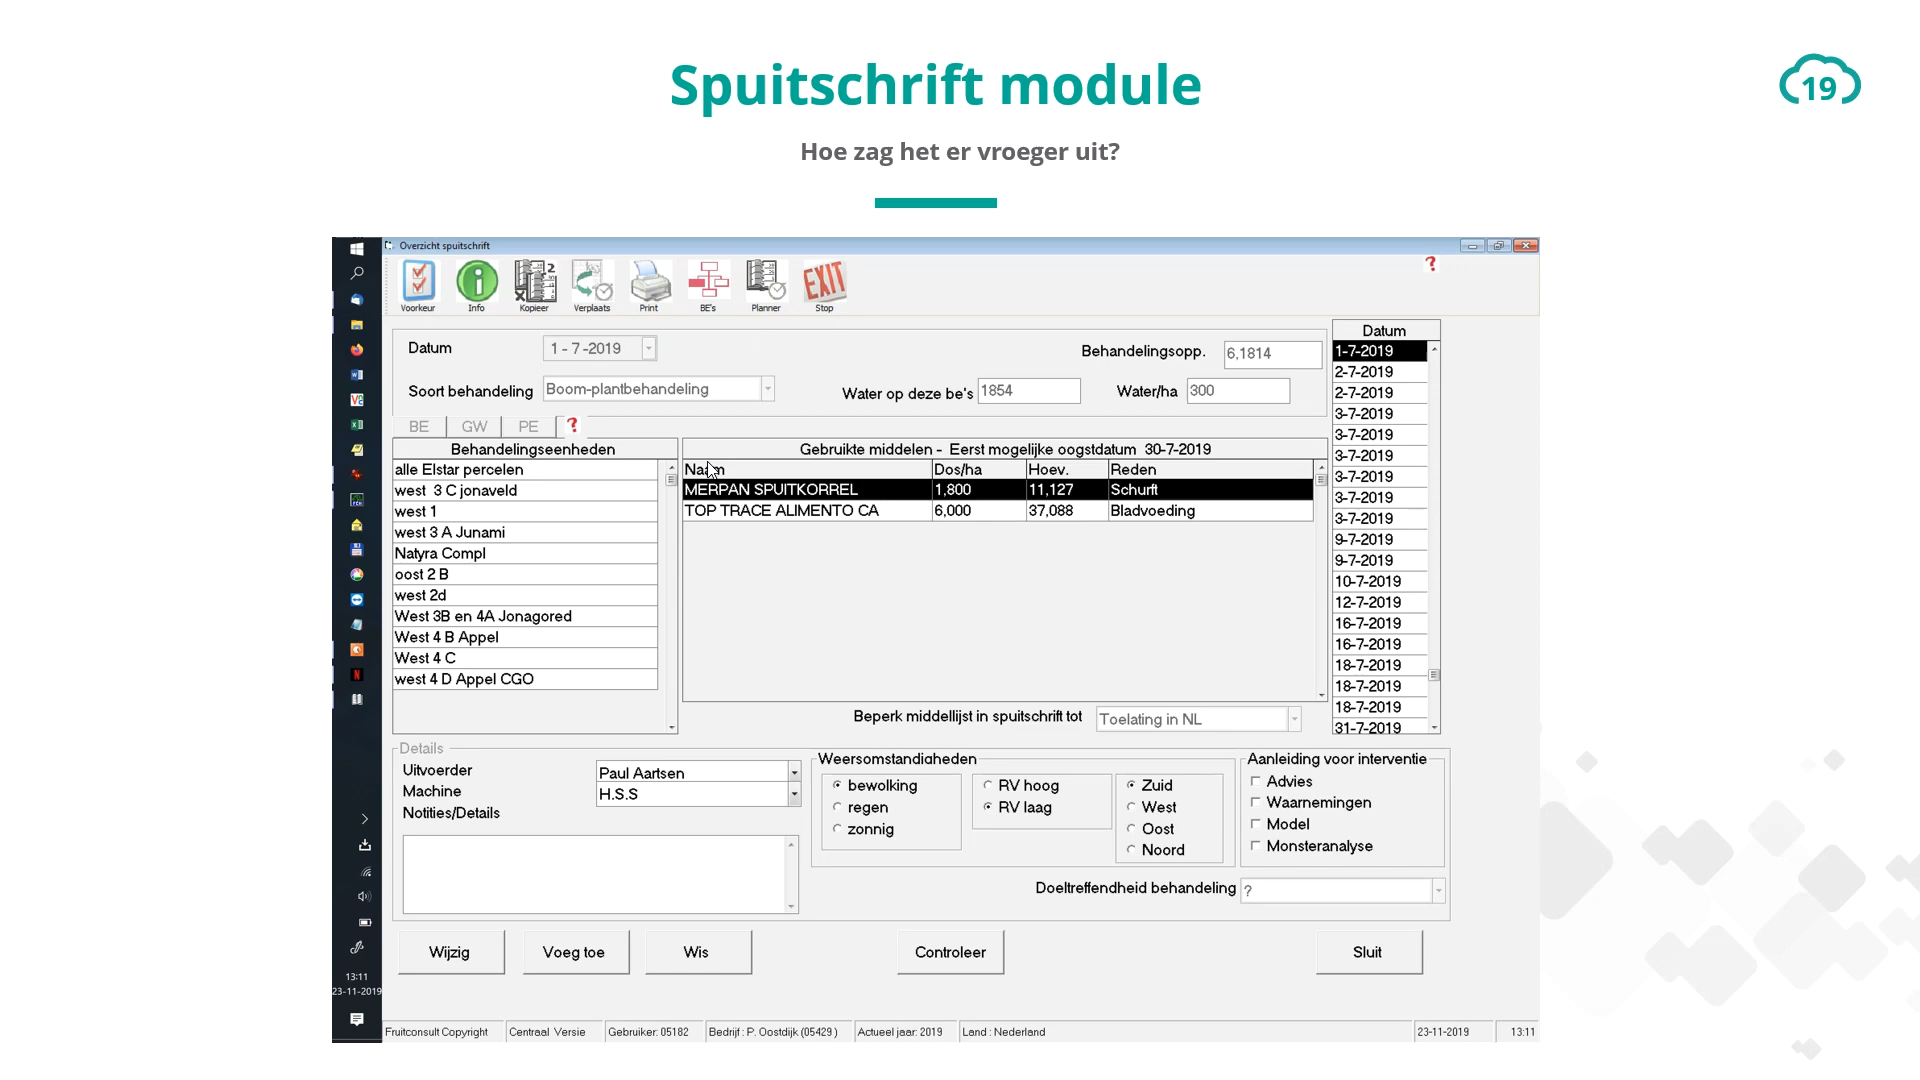 Spuitschrift module
19
Hoe zag het er vroeger uit?
Overzicht spuitschrift
Voorkeur Info Kopieer Verplaats Print BE's Planner Stop
EXIT
?
Datum 1 - 7 -2019
Behandelingsopp. 6,1814
Soort behandeling Boom-plantbehandeling
Water op deze be's 1854 Water/ha 300
BE GW PE ?
Behandelingseenheden
alle Elstar percelen
west 3 C jonaveld
west 1
west 3 A Junami
Natyra Compl
oost 2 B
west 2d
West 3B en 4A Jonagored
West 4 B Appel
West 4 C
west 4 D Appel CGO
Gebruikte middelen - Eerst mogelijke oogstdatum 30-7-2019
Naam Dos/ha Hoev. Reden
MERPAN SPUITKORREL 1,800 11,127 Schurft
TOP TRACE ALIMENTO CA 6,000 37,088 Bladvoeding
Beperk middellijst in spuitschrift tot Toelating in NL
Datum
1-7-2019
2-7-2019
2-7-2019
3-7-2019
3-7-2019
3-7-2019
3-7-2019
3-7-2019
3-7-2019
9-7-2019
9-7-2019
10-7-2019
12-7-2019
16-7-2019
16-7-2019
18-7-2019
18-7-2019
18-7-2019
31-7-2019
Details
Uitvoerder Paul Aartsen
Machine H.S.S
Notities/Details
Weersomstandigheden
bewolking
regen
zonnig
RV hoog
RV laag
Zuid
West
Oost
Noord
Aanleiding voor interventie
Advies
Waarnemingen
Model
Monsteranalyse
Doeltreffendheid behandeling ?
Wijzig Voeg toe Wis Controleer Sluit
13:11
23-11-2019
Fruitconsult Copyright Centraal Versie Gebruiker: 05182 Bedrijf : P. Oostdijk (05429 ) Actueel jaar: 2019 Land : Nederland 23-11-2019 13:11